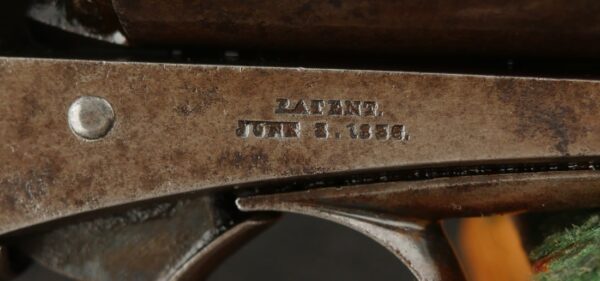 PATENT.
JUNE 3. 1856.